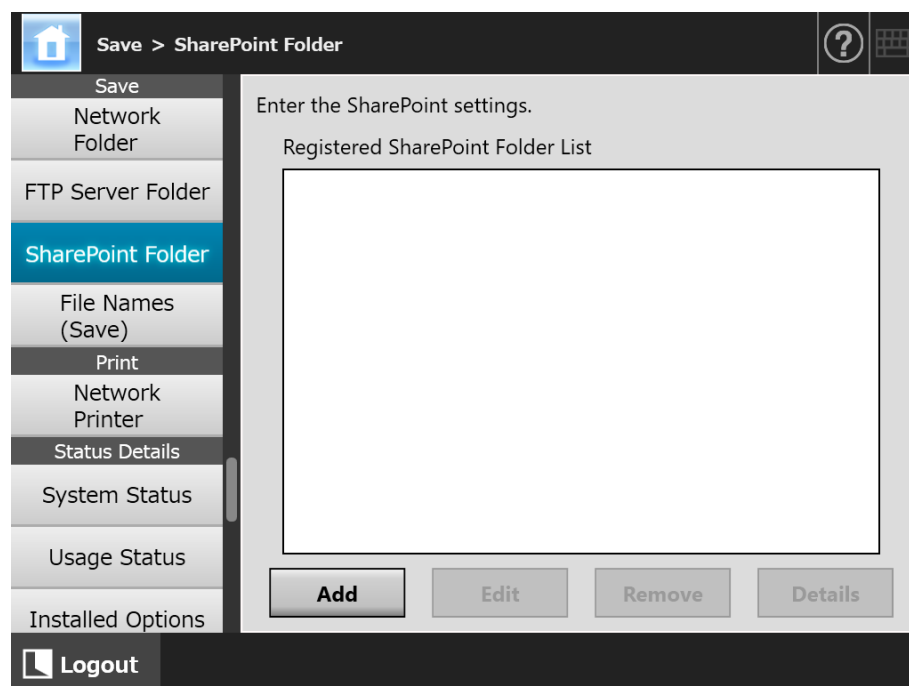 Save > SharePoint Folder
?
Save
Network
Folder
FTP Server Folder
SharePoint Folder
File Names
(Save)
Print
Network
Printer
Status Details
System Status
Usage Status
Installed Options
Enter the SharePoint settings.
Registered SharePoint Folder List
Add Edit Remove Details
Logout